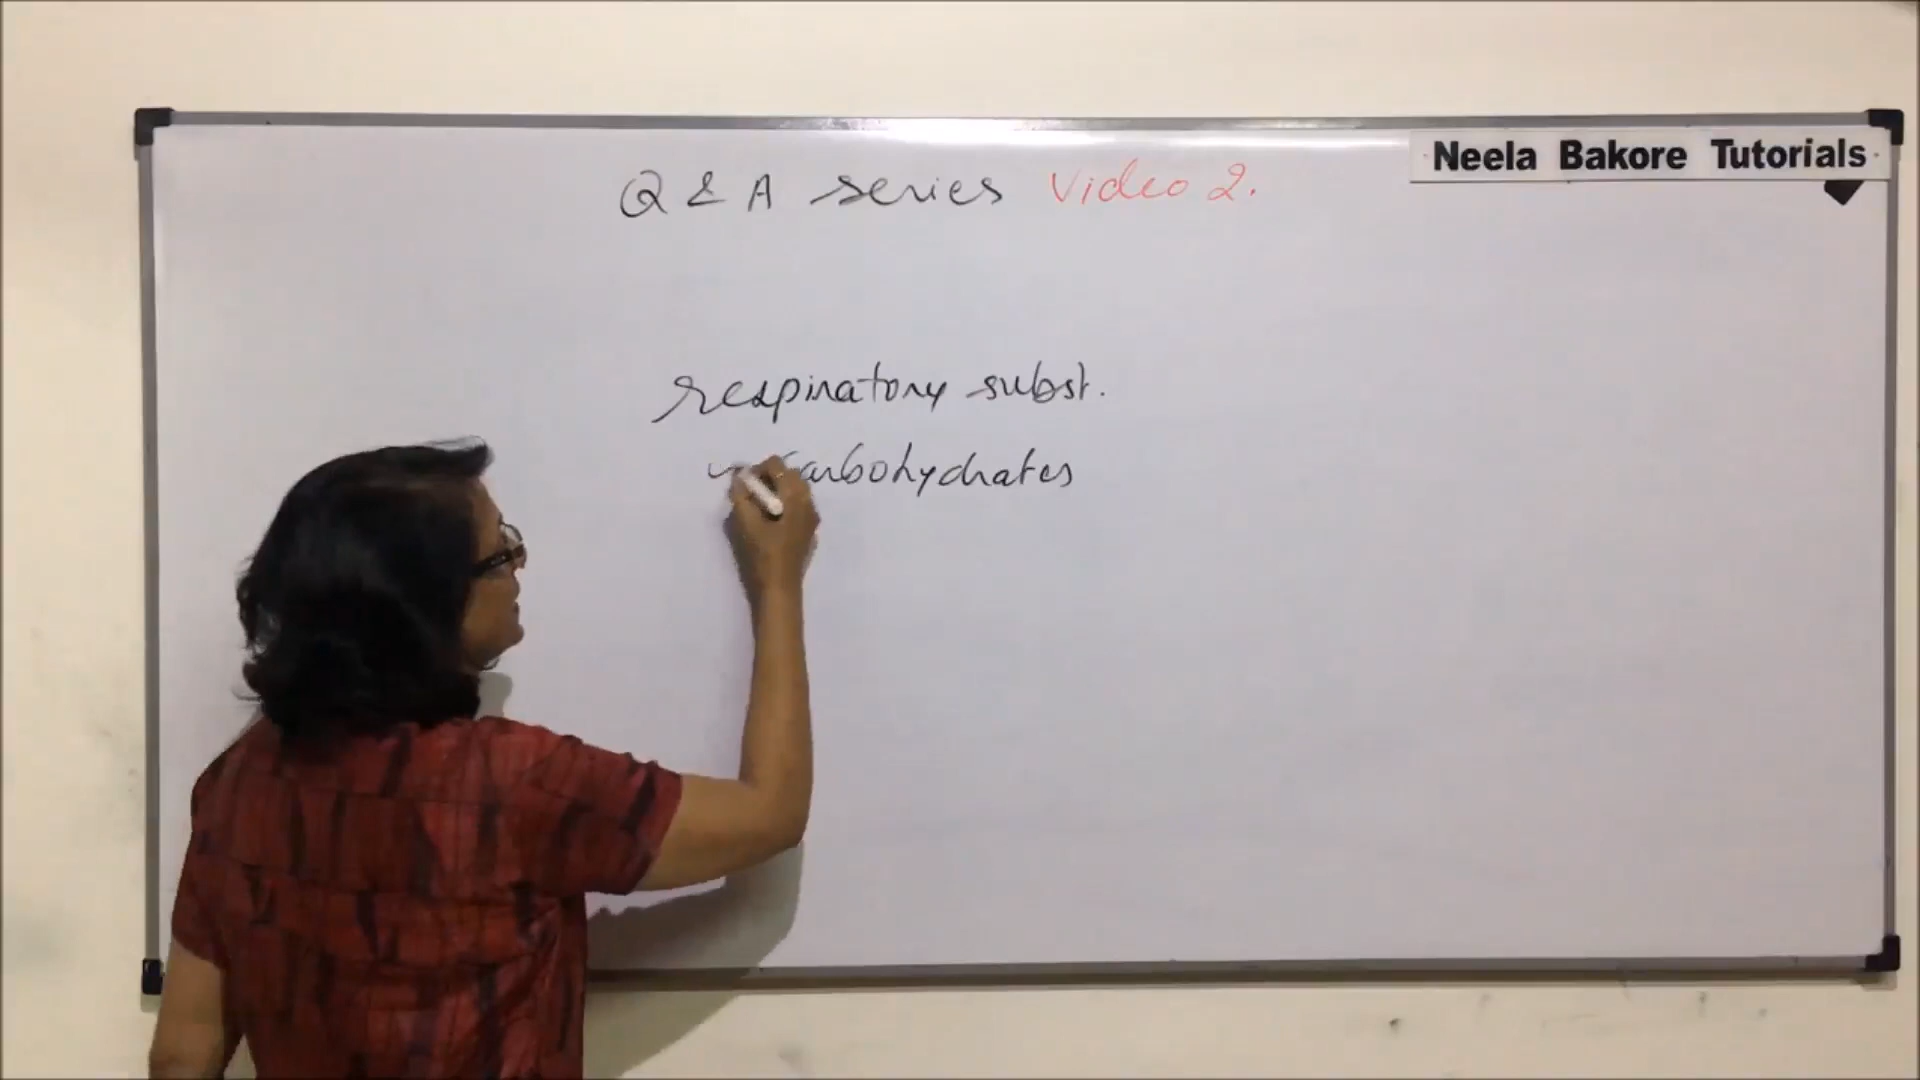 Neela Bakore Tutorials
Q & A series Video 2.
respiratory subst.
carbohydrates